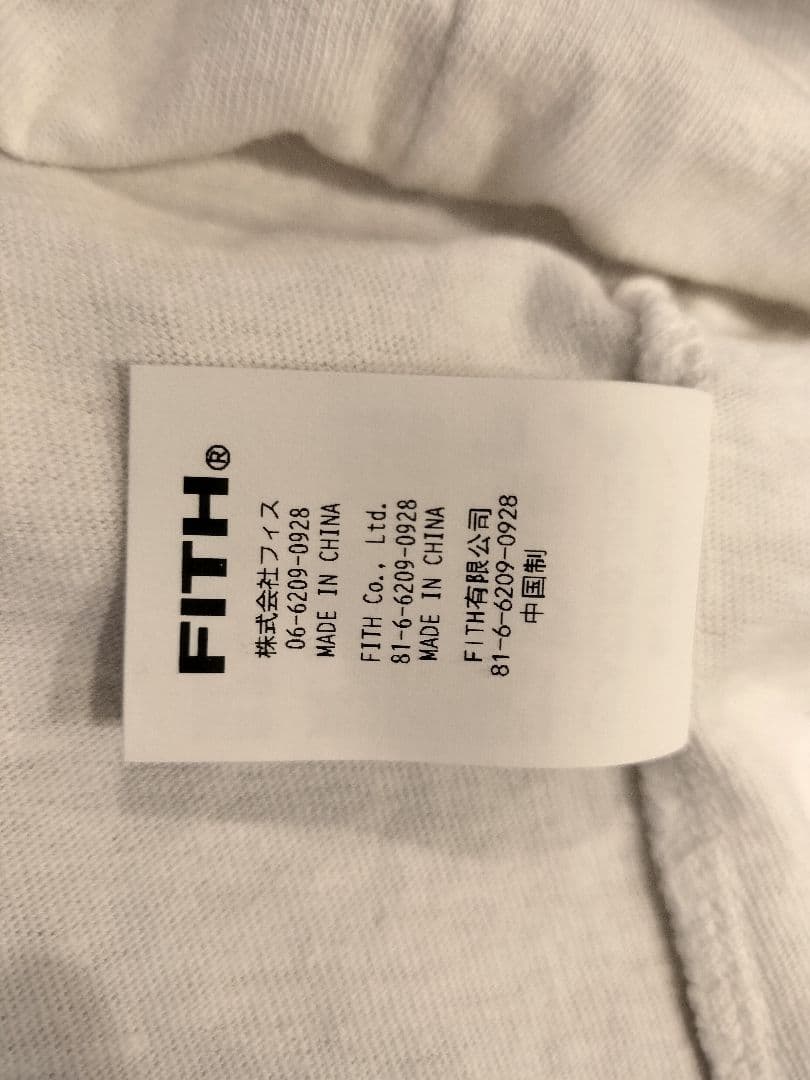 FITH®
株式会社フィス
06-6209-0928
MADE IN CHINA
FITH Co., Ltd.
81-6-6209-0928
MADE IN CHINA
FITH有限公司
81-6-6209-0928
中国制